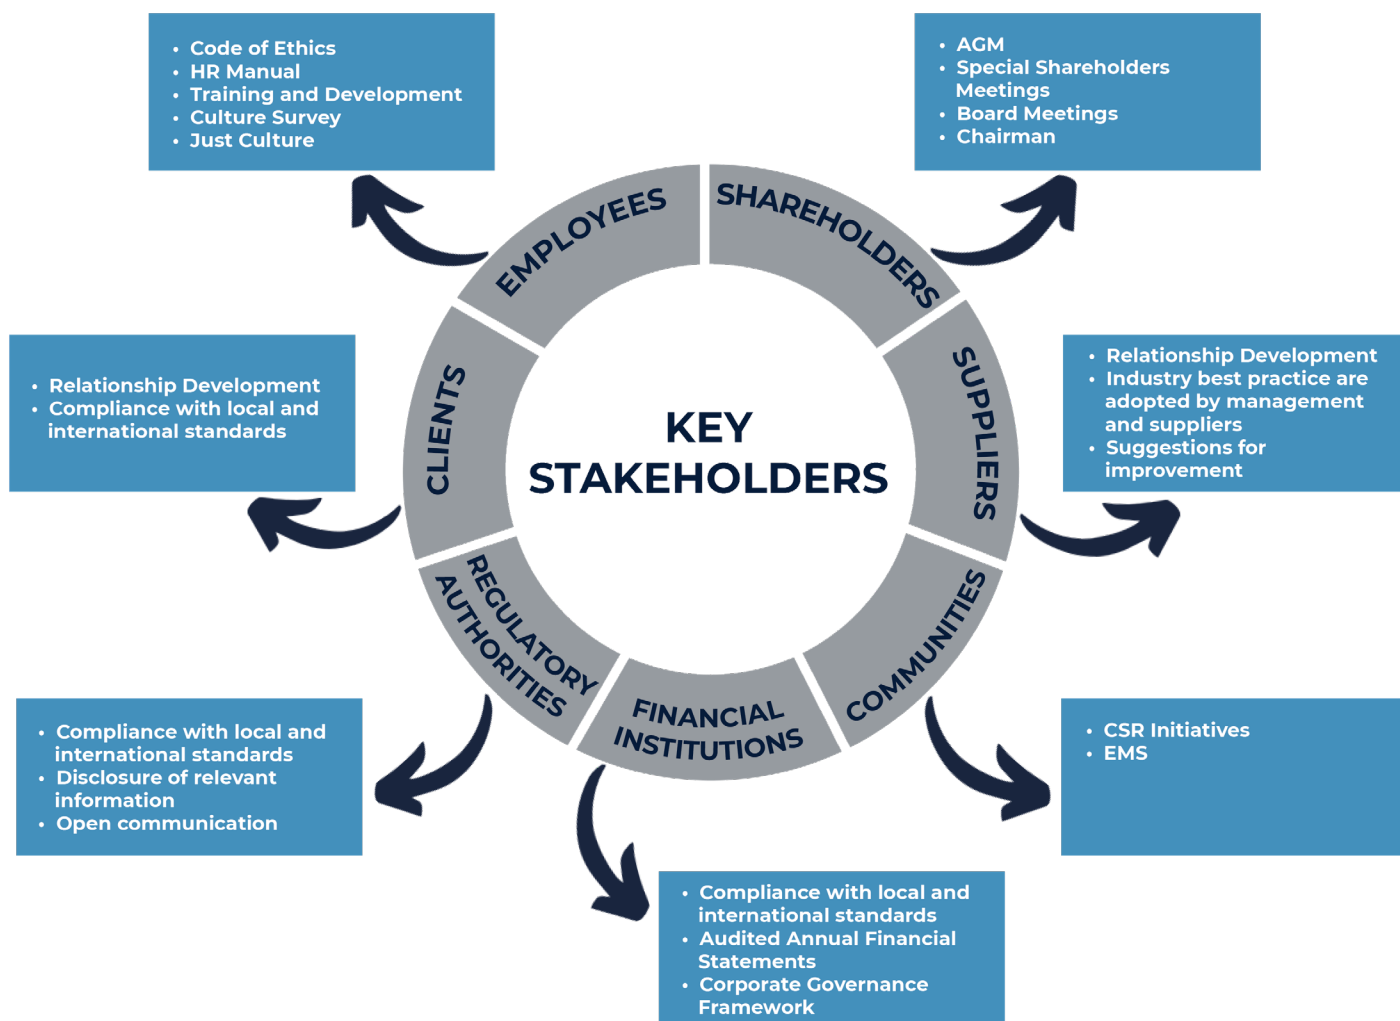 • Code of Ethics
• HR Manual
• Training and Development
• Culture Survey
• Just Culture
• AGM
• Special Shareholders
Meetings
• Board Meetings
• Chairman
EMPLOYEES
SHAREHOLDERS
• Relationship Development
• Compliance with local and
international standards
CLIENTS
KEY
STAKEHOLDERS
SUPPLIERS
• Relationship Development
• Industry best practice are
adopted by management
and suppliers
• Suggestions for
improvement
REGULATORY
AUTHORITIES
FINANCIAL
INSTITUTIONS
COMMUNITIES
• Compliance with local and
international standards
• Disclosure of relevant
information
• Open communication
• CSR Initiatives
• EMS
• Compliance with local and
international standards
• Audited Annual Financial
Statements
• Corporate Governance
Framework